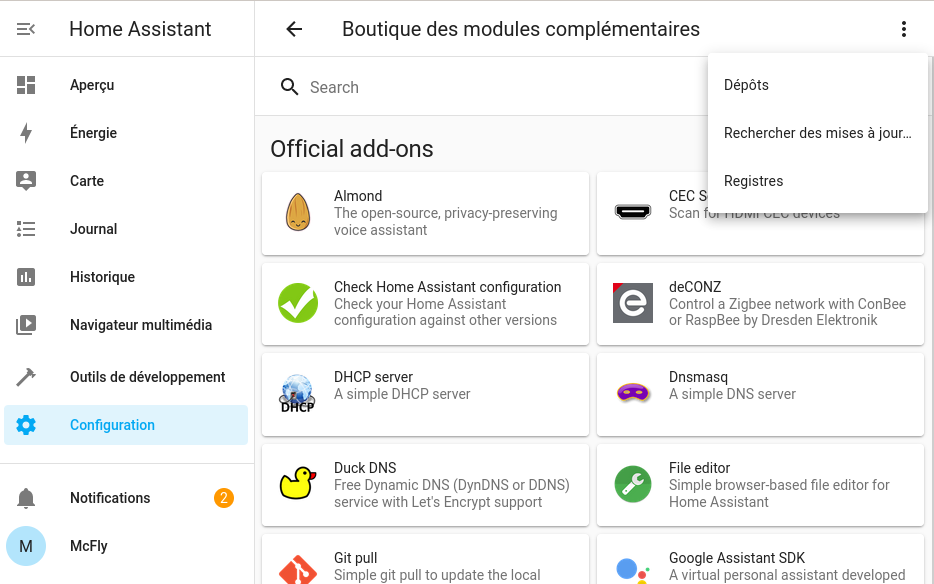 Home Assistant
Boutique des modules complémentaires
Aperçu
Énergie
Carte
Journal
Historique
Navigateur multimédia
Outils de développement
Configuration
Notifications
2
M
McFly
Search
Dépôts
Rechercher des mises à jour...
Registres
Official add-ons
Almond
The open-source, privacy-preserving
voice assistant
CEC S
Scan for HDMI CEC devices
Check Home Assistant configuration
Check your Home Assistant
configuration against other versions
deCONZ
Control a Zigbee network with ConBee
or RaspBee by Dresden Elektronik
DHCP
DHCP server
A simple DHCP server
Dnsmasq
A simple DNS server
Duck DNS
Free Dynamic DNS (DynDNS or DDNS)
service with Let's Encrypt support
File editor
Simple browser-based file editor for
Home Assistant
Git pull
Simple git pull to update the local
Google Assistant SDK
A virtual personal assistant developed